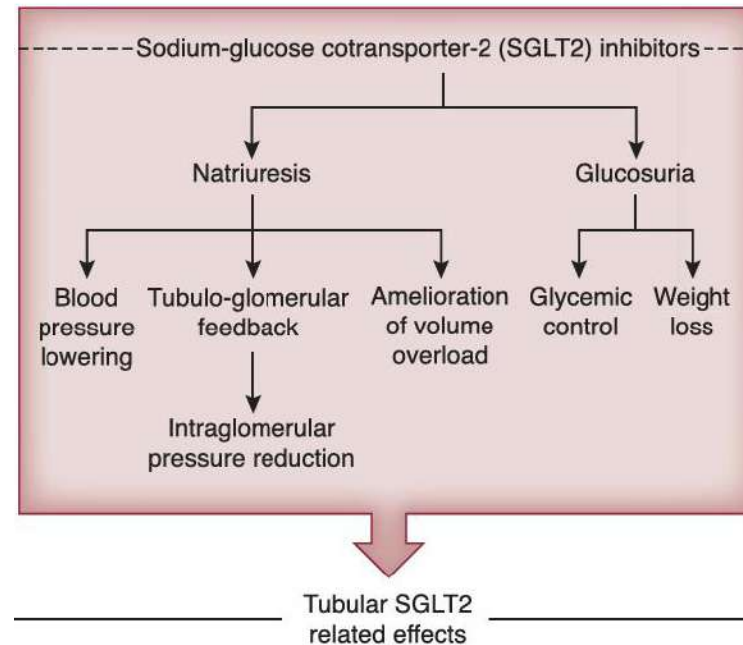 Sodium-glucose cotransporter-2 (SGLT2) inhibitors
Natriuresis
Glucosuria
Blood
pressure
lowering
Tubulo-glomerular
feedback
Amelioration
of volume
overload
Glycemic
control
Weight
loss
Intraglomerular
pressure reduction
Tubular SGLT2
related effects